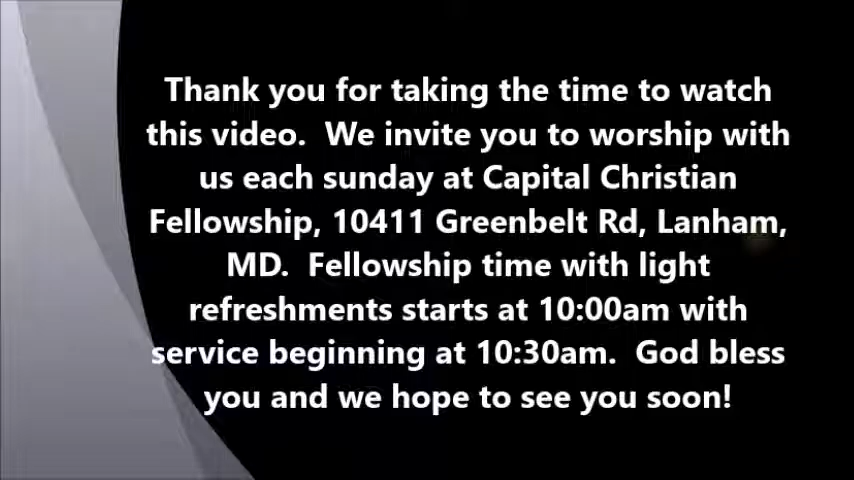 Thank you for taking the time to watch
this video.  We invite you to worship with
us each sunday at Capital Christian
Fellowship, 10411 Greenbelt Rd, Lanham,
MD.  Fellowship time with light
refreshments starts at 10:00am with
service beginning at 10:30am.  God bless
you and we hope to see you soon!